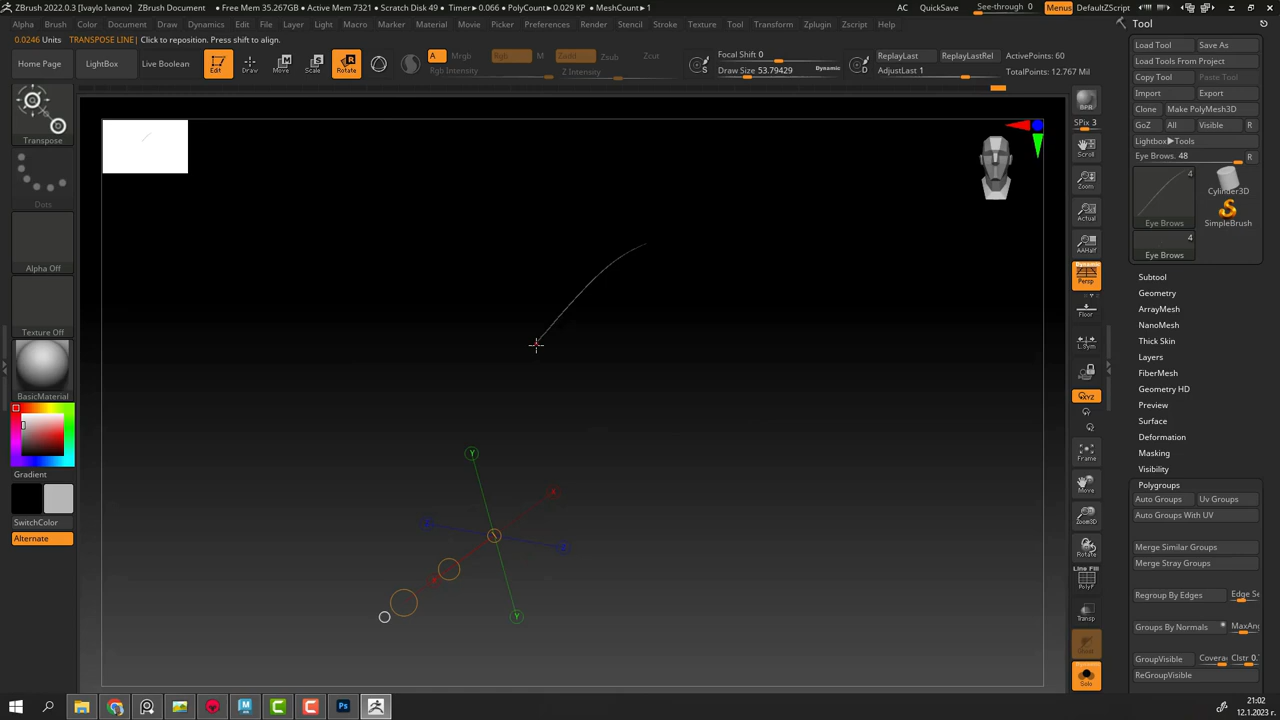 ZBrush 2022.0.3 [Ivaylo Ivanov] ZBrush Document • Free Mem 35.267GB • Active Mem 7321 • Scratch Disk 49 • Timer▶0.066 • PolyCount▶0.029 KP • MeshCount▶1
AC QuickSave See-through 0 Menus DefaultZScript
Alpha Brush Color Document Draw Dynamics Edit File Layer Light Macro Marker Material Movie Picker Preferences Render Stencil Stroke Texture Tool Transform Zplugin Zscript Help
Tool
0.0246 Units TRANSPOSE LINE| Click to reposition. Press shift to align.
Home Page
LightBox
Live Boolean
Edit
Draw
Move
Scale
Rotate
A Mrgb
Rgb M
Rgb Intensity
Zadd Zsub Zcut
Z Intensity
S
Focal Shift 0
Draw Size 53.79429 Dynamic
D
ReplayLast ReplayLastRel
AdjustLast 1
ActivePoints: 60
TotalPoints: 12.767 Mil
Transpose
Dots
Alpha Off
Texture Off
BasicMaterial
Gradient
SwitchColor
Alternate
Y
Y
BPR
SPix 3
Scroll
Zoom
Actual
AAHalf
Dynamic
Persp
Floor
L.Sym
XYZ
Frame
Move
Zoom3D
Rotate
Line Fill
PolyF
Transp
Dynamic
Solo
Load Tool Save As
Load Tools From Project
Copy Tool Paste Tool
Import Export
Clone Make PolyMesh3D
GoZ All Visible R
Lightbox▶Tools
Eye Brows. 48 R
4
Eye Brows
Cylinder3D
SimpleBrush
4
Eye Brows
Subtool
Geometry
ArrayMesh
NanoMesh
Thick Skin
Layers
FiberMesh
Geometry HD
Preview
Surface
Deformation
Masking
Visibility
Polygroups
Auto Groups Uv Groups
Auto Groups With UV
Merge Similar Groups
Merge Stray Groups
Regroup By Edges Edge Se
Groups By Normals MaxAn
GroupVisible Covera Clstr 0.
ReGroupVisible
21:02
12.1.2023 г.